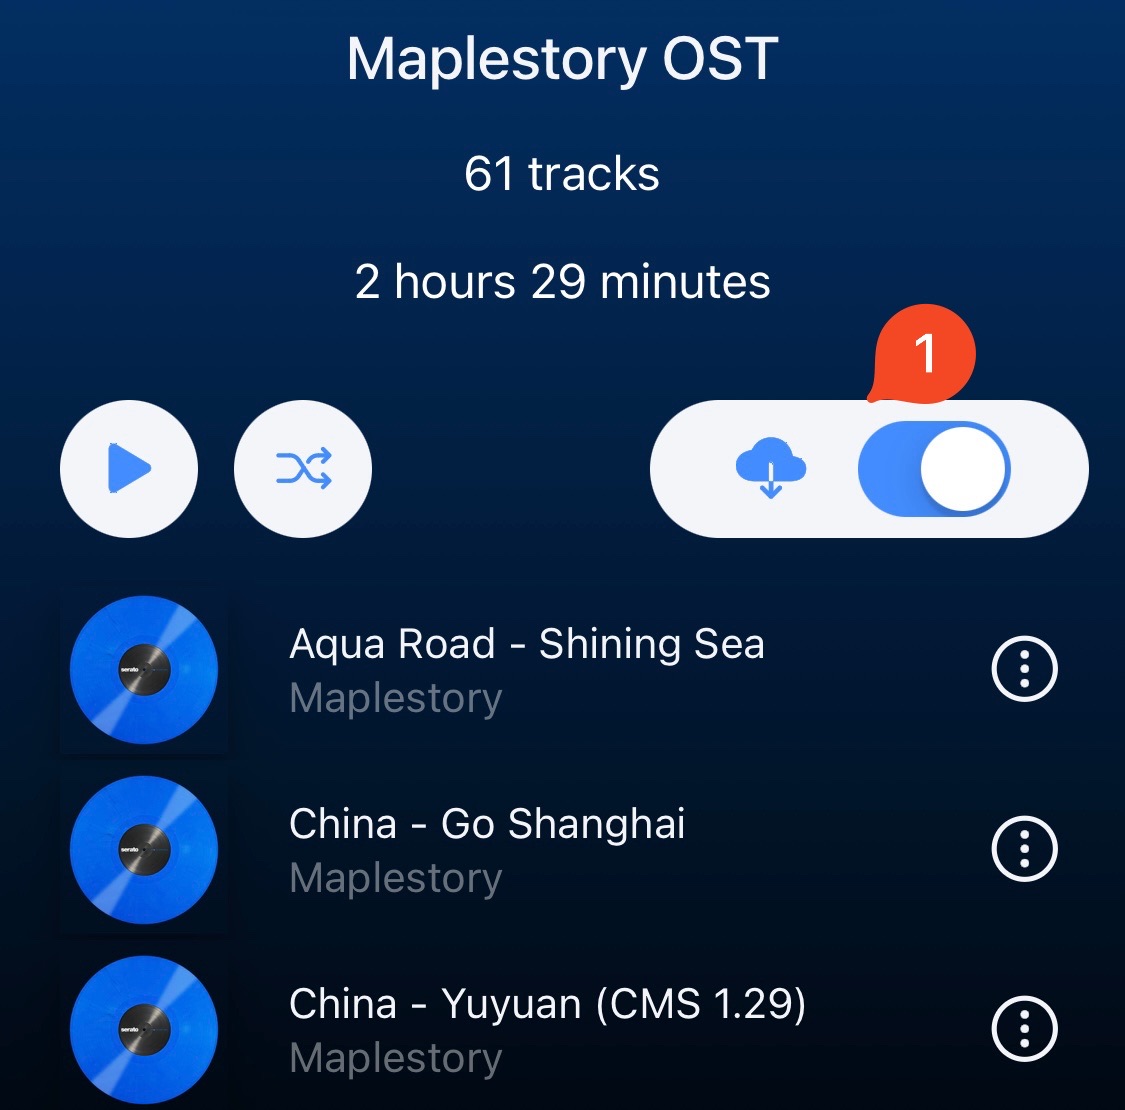 Maplestory OST
61 tracks
2 hours 29 minutes
1
Aqua Road - Shining Sea
Maplestory
serato
China - Go Shanghai
Maplestory
serato
China - Yuyuan (CMS 1.29)
Maplestory
serato